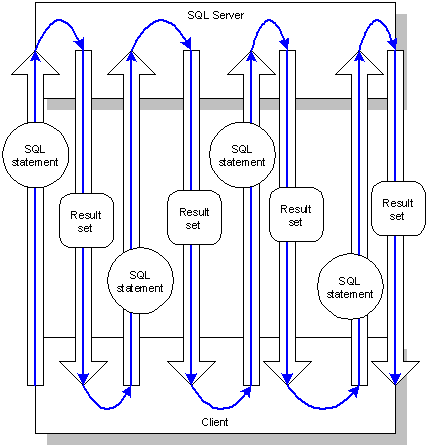 SQL Server
SQL
statement
Result
set
SQL
statement
Result
set
SQL
statement
Result
set
SQL
statement
Result
set
Client